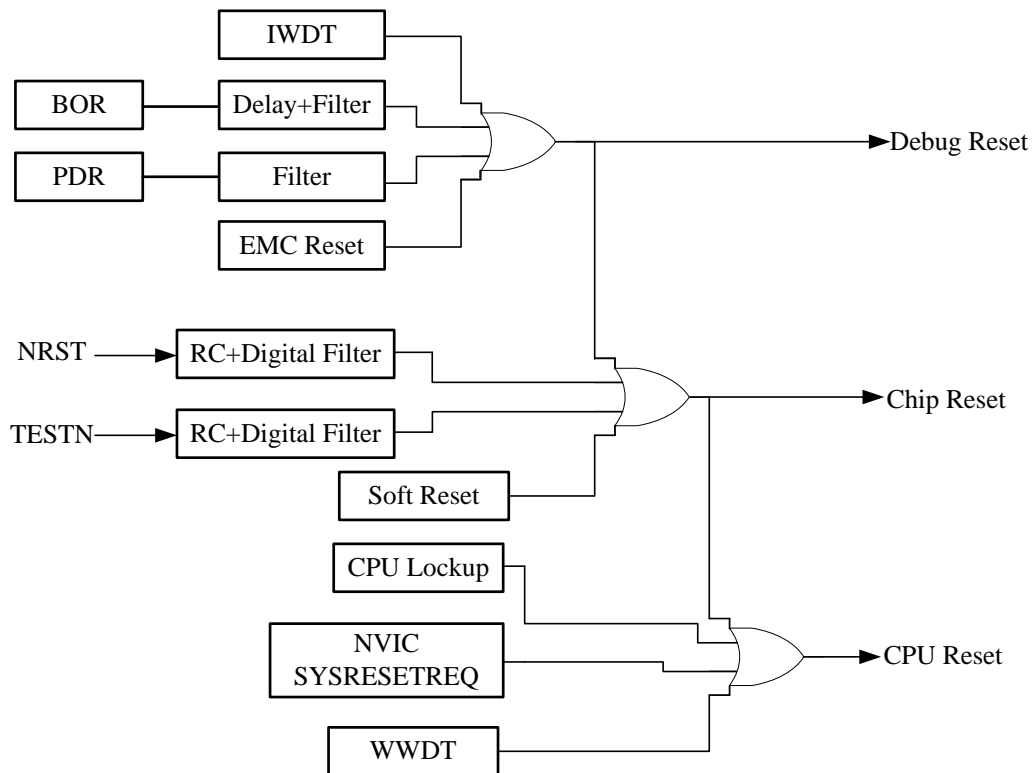 IWDT
BOR
Delay+Filter
Debug Reset
PDR
Filter
EMC Reset
NRST
RC+Digital Filter
Chip Reset
TESTN
RC+Digital Filter
Soft Reset
CPU Lockup
NVIC
SYSRESETREQ
CPU Reset
WWDT